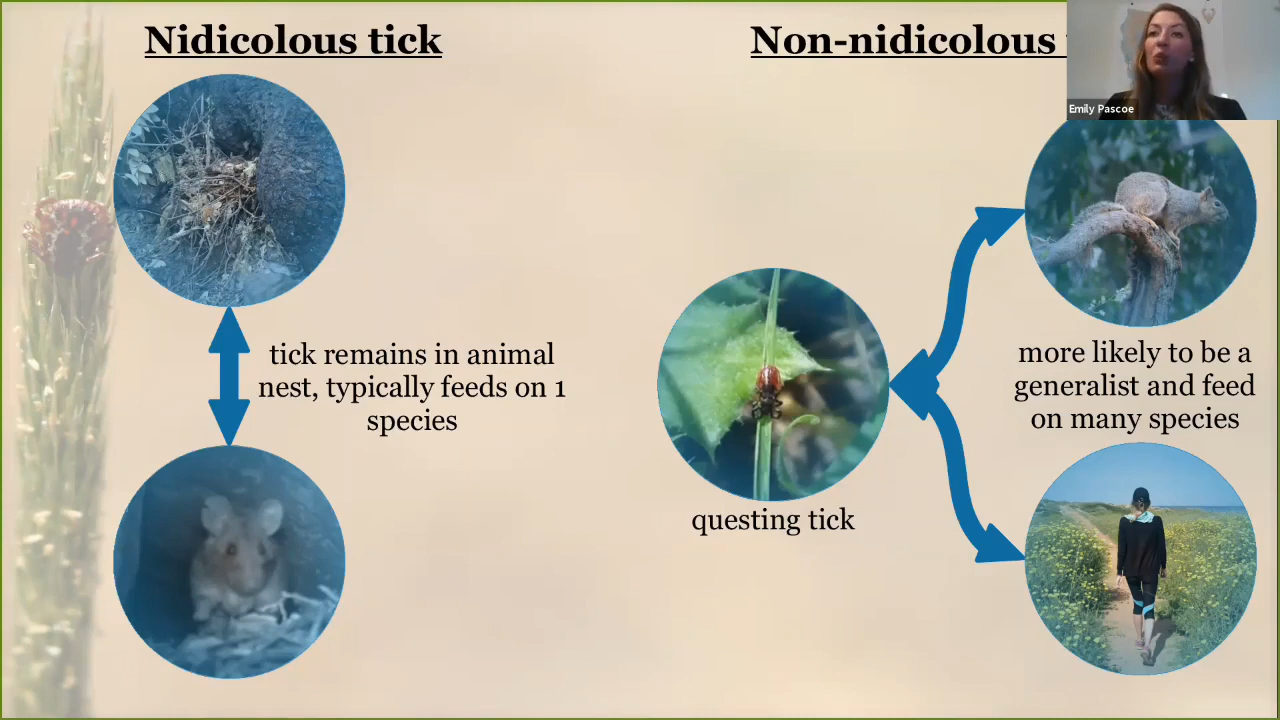 Nidicolous tick
Non-nidicolous
Emily Pascoe
tick remains in animal
nest, typically feeds on 1
species
more likely to be a
generalist and feed
on many species
questing tick